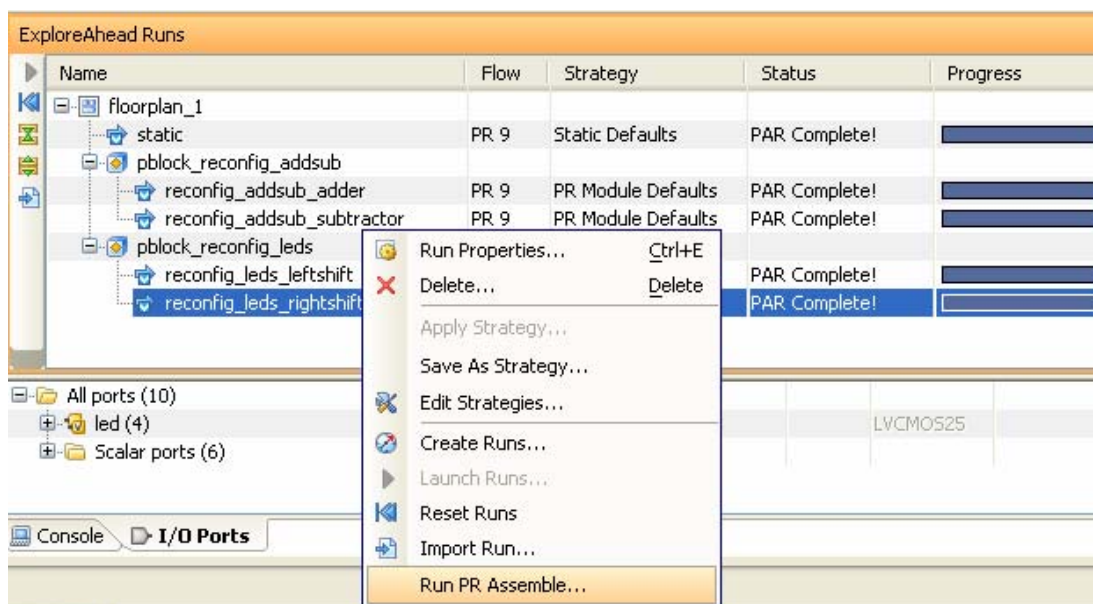 ExploreAhead Runs
Name Flow Strategy Status Progress
floorplan_1
static PR 9 Static Defaults PAR Complete!
pblock_reconfig_addsub
reconfig_addsub_adder PR 9 PR Module Defaults PAR Complete!
reconfig_addsub_subtractor PR 9 PR Module Defaults PAR Complete!
pblock_reconfig_leds
reconfig_leds_leftshift PAR Complete!
reconfig_leds_rightshift PAR Complete!
Run Properties... Ctrl+E
Delete... Delete
Apply Strategy...
Save As Strategy...
Edit Strategies...
Create Runs...
Launch Runs...
Reset Runs
Import Run...
Run PR Assemble...
All ports (10)
led (4) LVCMOS25
Scalar ports (6)
Console I/O Ports